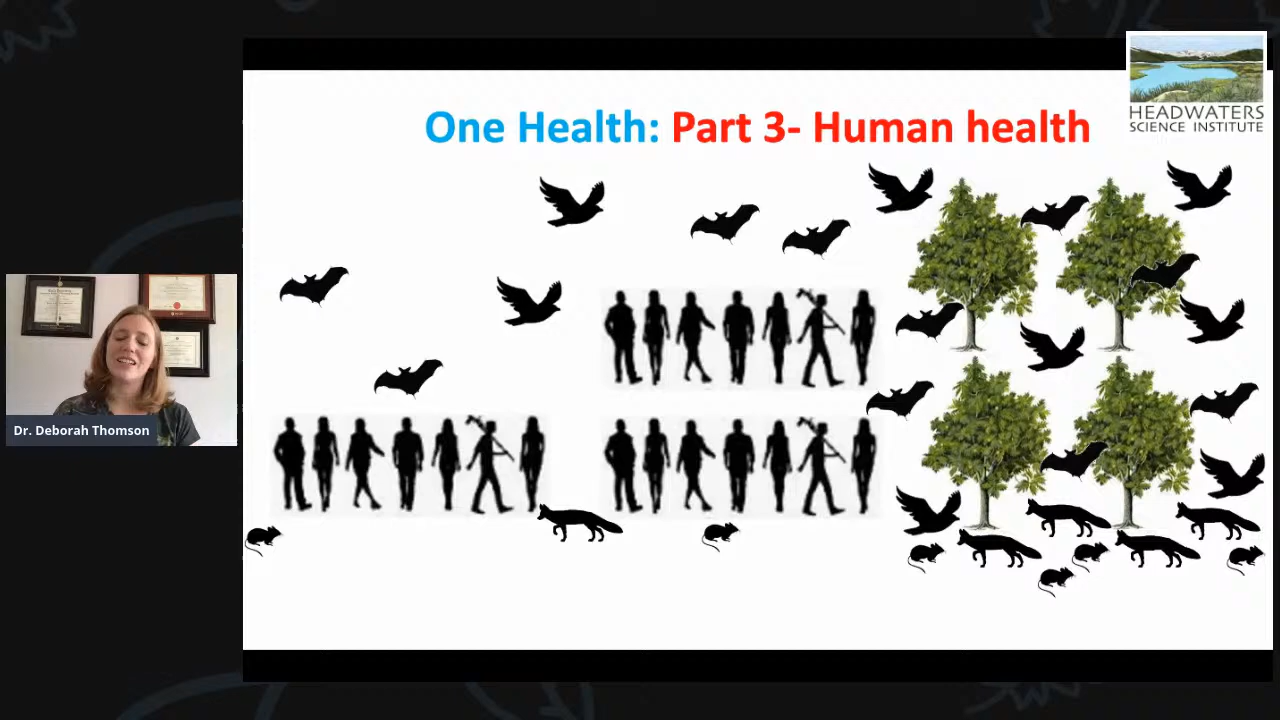 One Health: Part 3- Human health
HEADWATERS
SCIENCE INSTITUTE
Dr. Deborah Thomson